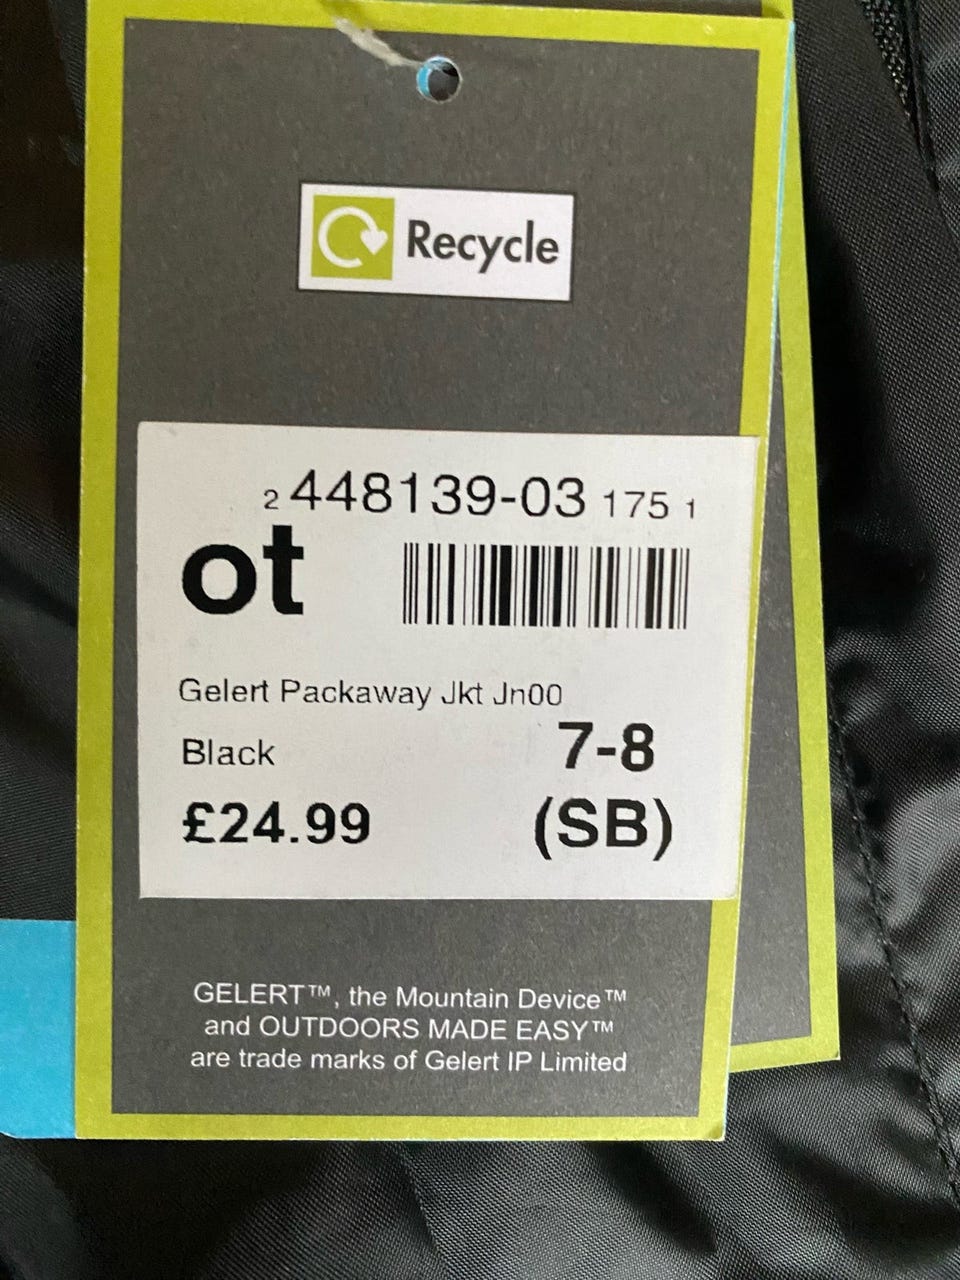 Recycle
2 448139-03 175 1
ot
Gelert Packaway Jkt Jn00
Black 7-8
£24.99 (SB)
GELERT™, the Mountain Device™
and OUTDOORS MADE EASY™
are trade marks of Gelert IP Limited